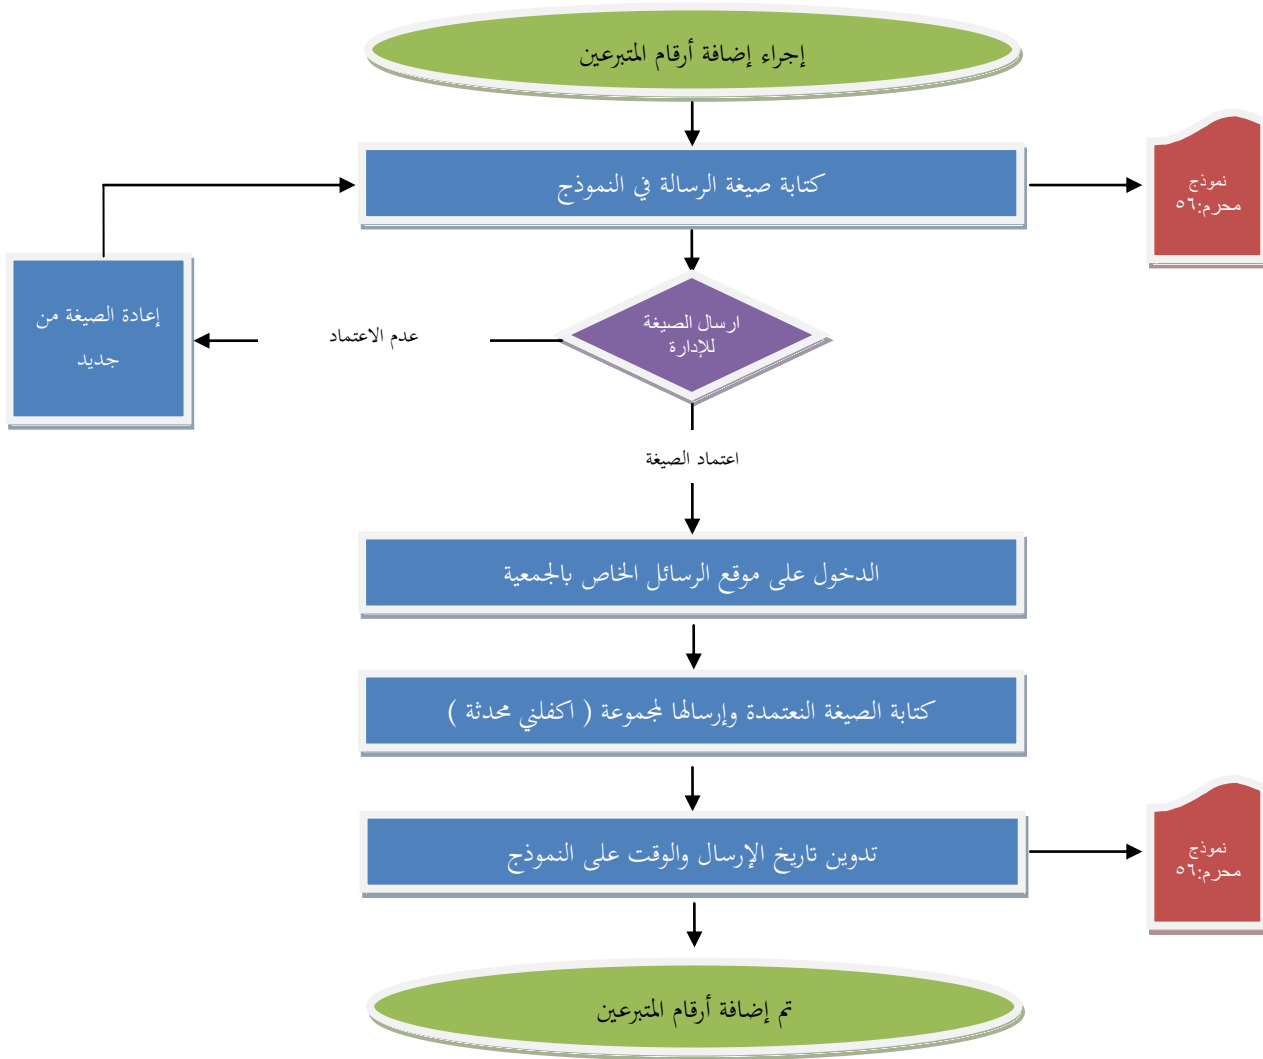 إجراء إضافة أرقام المتبرعين
كتابة صيغة الرسالة في النموذج
نموذج
محرم:٥٦
ارسال الصيغة
للإدارة
عدم الاعتماد
إعادة الصيغة من
جديد
اعتماد الصيغة
الدخول على موقع الرسائل الخاص بالجمعية
كتابة الصيغة النعتمدة وإرسالها لمجموعة ( اكفلني محدثة )
تدوين تاريخ الإرسال والوقت على النموذج
نموذج
محرم:٥٦
تم إضافة أرقام المتبرعين